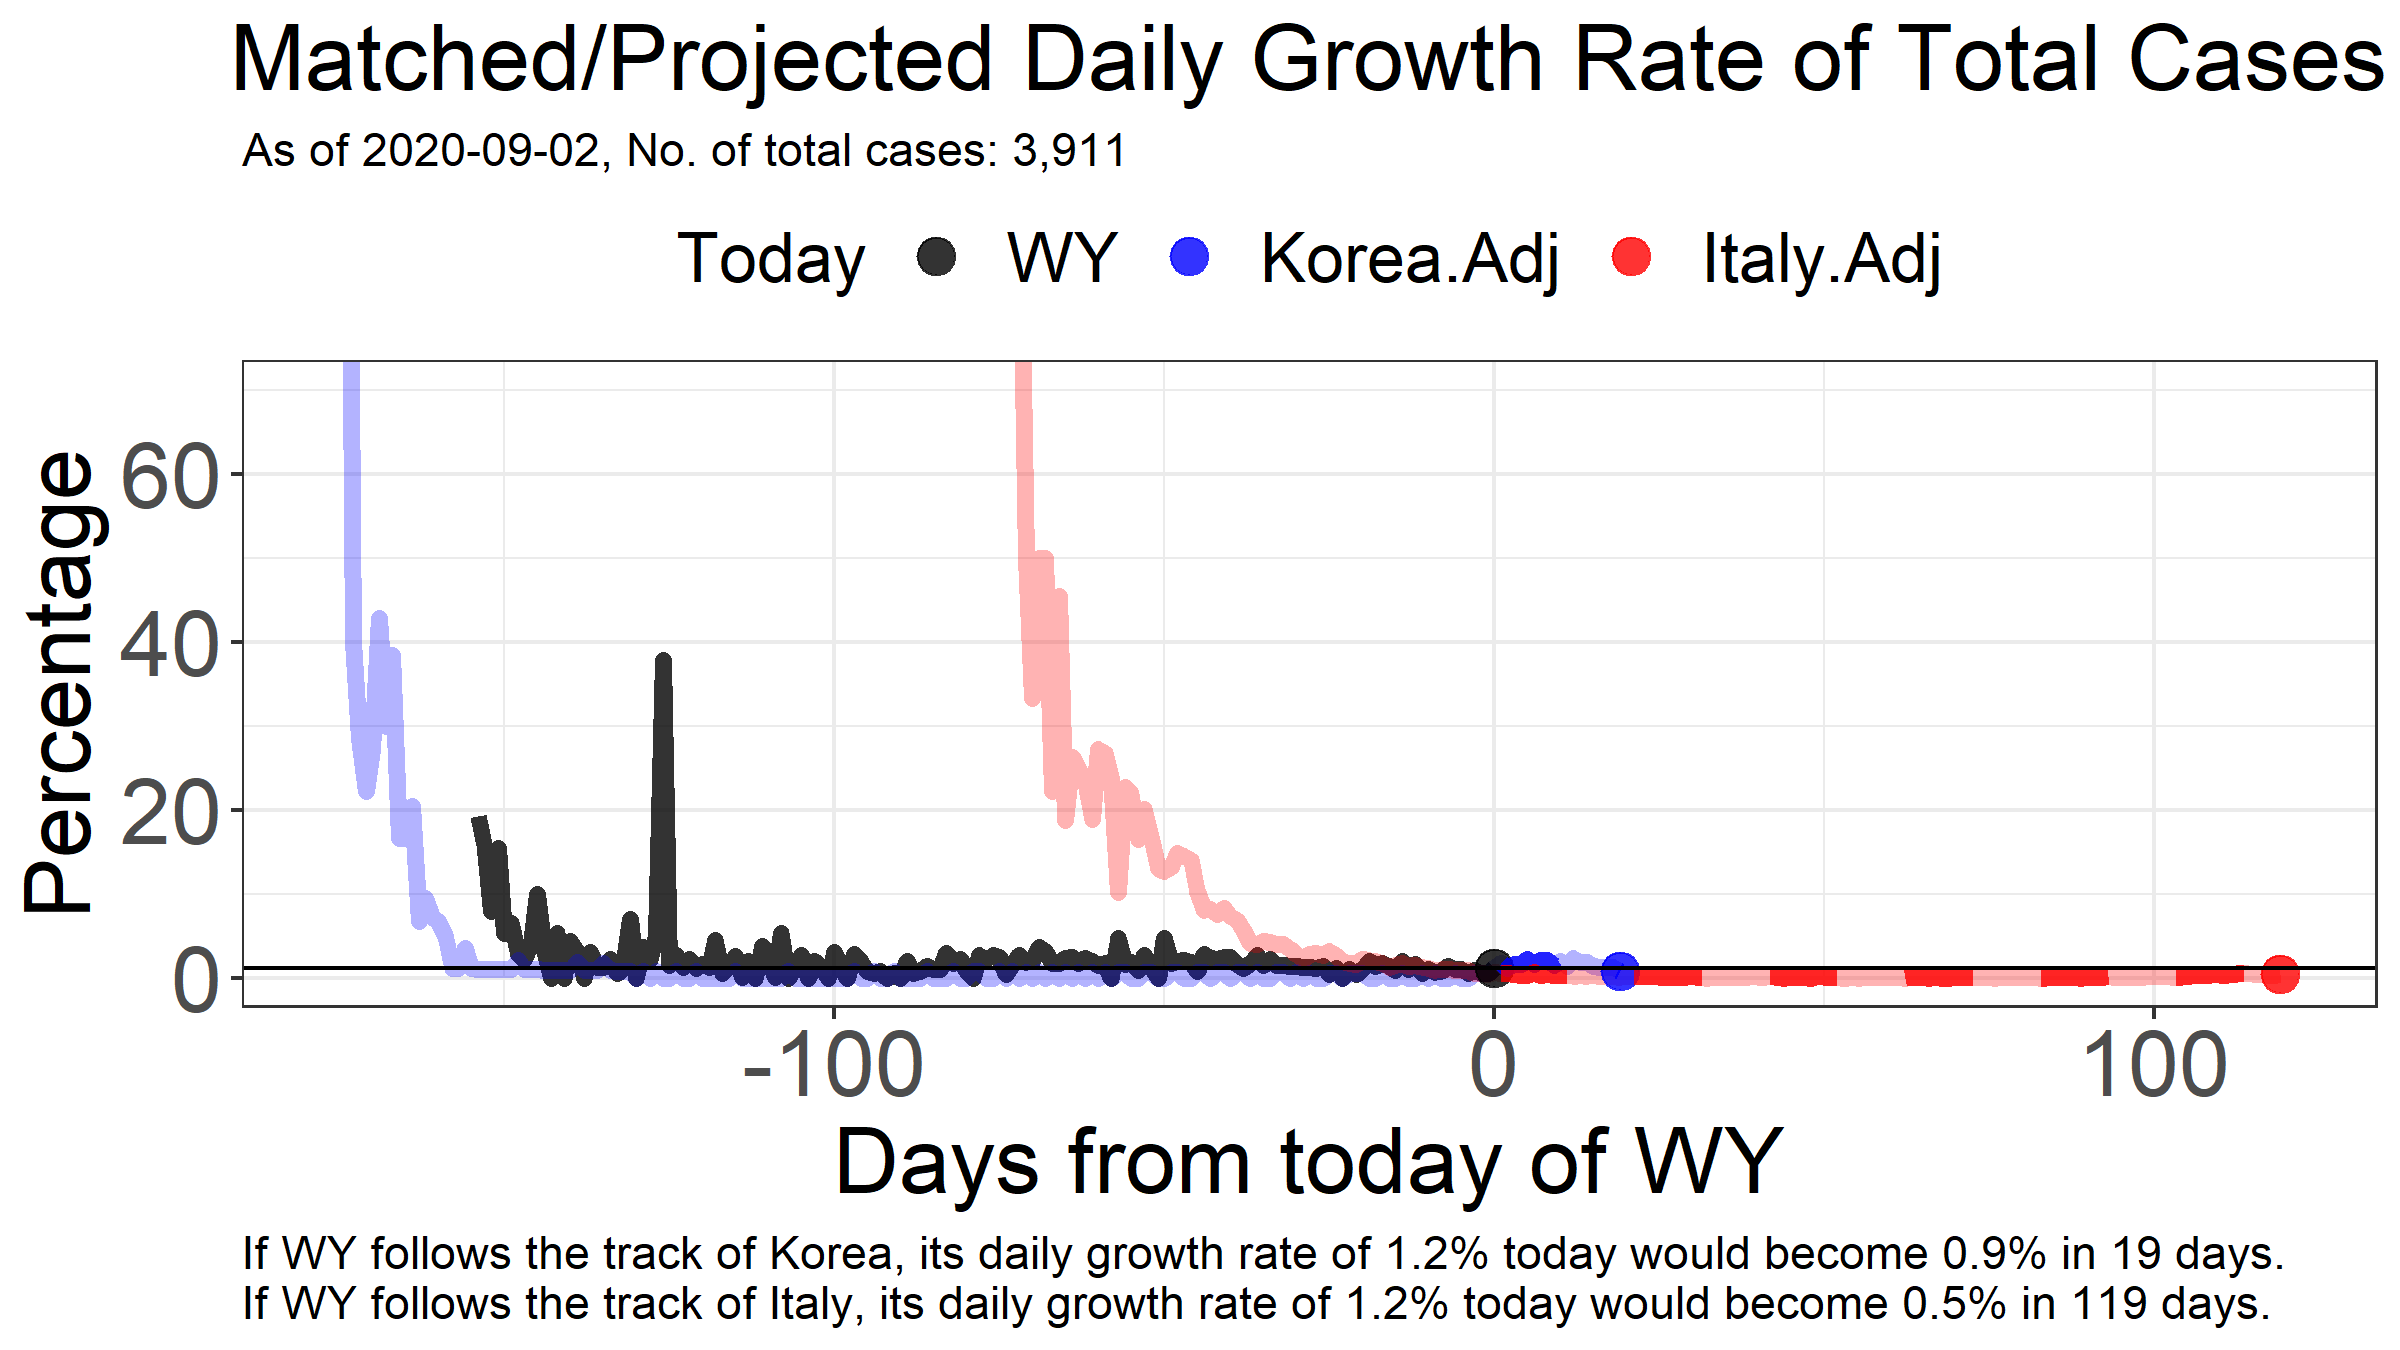 Matched/Projected Daily Growth Rate of Total Cases
As of 2020-09-02, No. of total cases: 3,911
Today WY Korea.Adj Italy.Adj
Percentage
60
40
20
0
-100 0 100
Days from today of WY
If WY follows the track of Korea, its daily growth rate of 1.2% today would become 0.9% in 19 days.
If WY follows the track of Italy, its daily growth rate of 1.2% today would become 0.5% in 119 days.